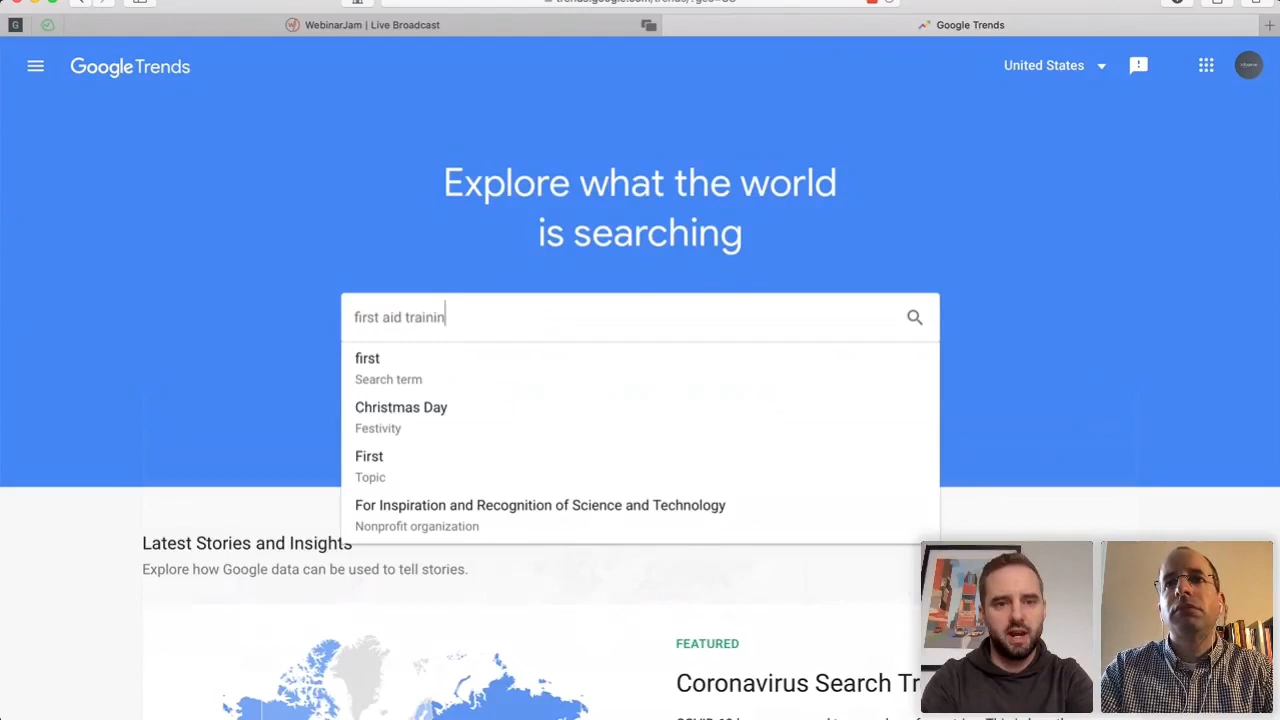 G
WebinarJam | Live Broadcast
Google Trends
Google Trends
United States
Explore what the world
is searching
first aid trainin
first
Search term
Christmas Day
Festivity
First
Topic
For Inspiration and Recognition of Science and Technology
Nonprofit organization
Latest Stories and Insights
Explore how Google data can be used to tell stories.
FEATURED
Coronavirus Search Tr